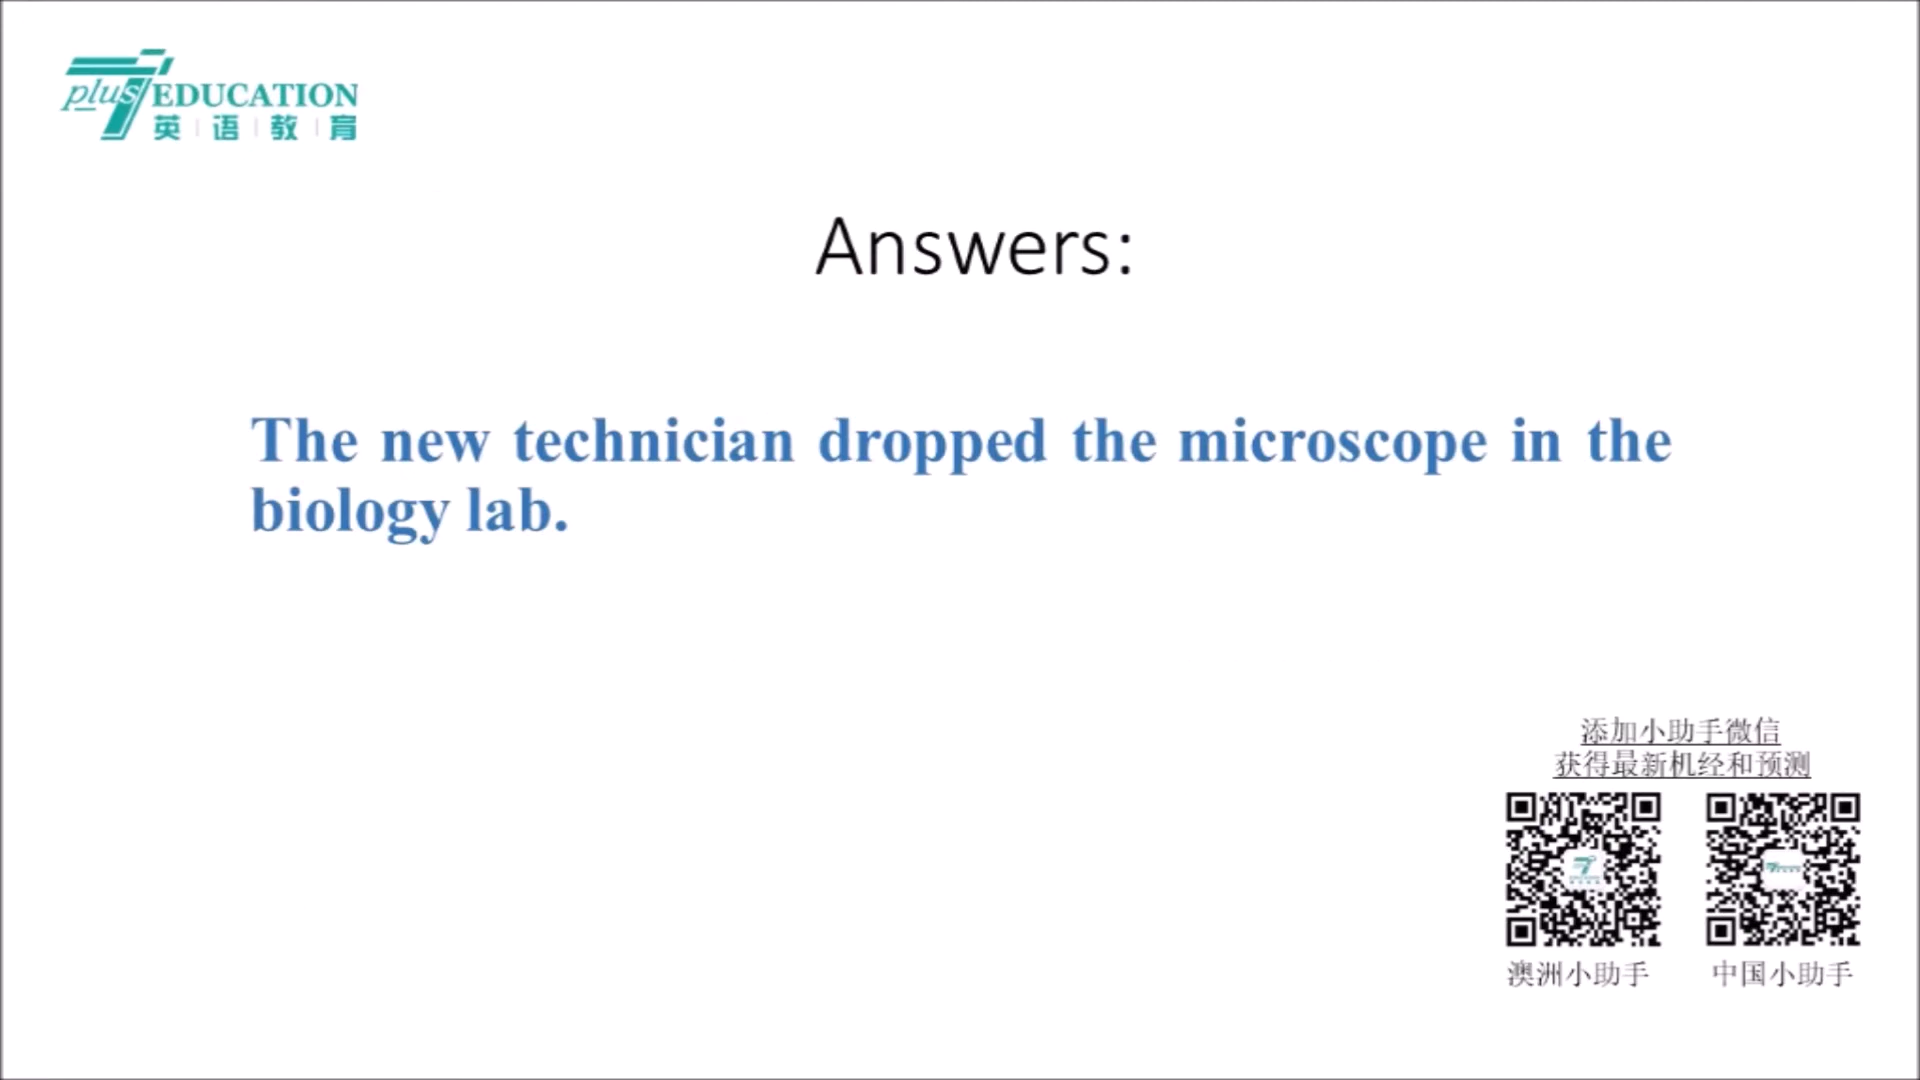 plus 7 EDUCATION
英语教育
Answers:
The new technician dropped the microscope in the
biology lab.
添加小助手微信
获得最新机经和预测
澳洲小助手
中国小助手